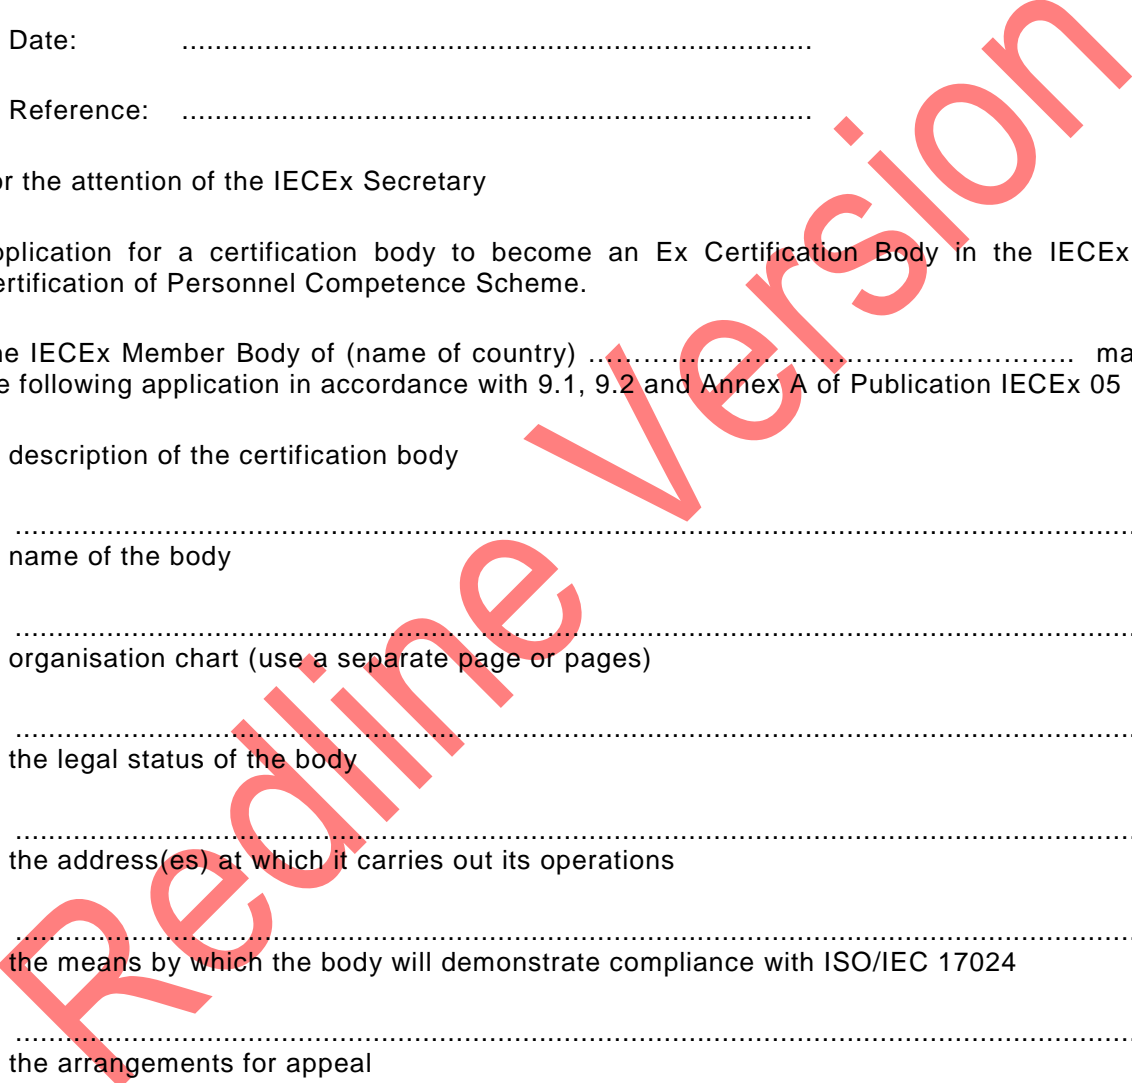 Date: ......................................................................
Reference: ......................................................................
or the attention of the IECEx Secretary
pplication for a certification body to become an Ex Certification Body in the IECEx
ertification of Personnel Competence Scheme.
he IECEx Member Body of (name of country) ………………………………………………….. ma
e following application in accordance with 9.1, 9.2 and Annex A of Publication IECEx 05
description of the certification body
....................................................................................................................................
name of the body
....................................................................................................................................
organisation chart (use a separate page or pages)
....................................................................................................................................
the legal status of the body
....................................................................................................................................
the address(es) at which it carries out its operations
....................................................................................................................................
the means by which the body will demonstrate compliance with ISO/IEC 17024
....................................................................................................................................
the arrangements for appeal
Redline Version